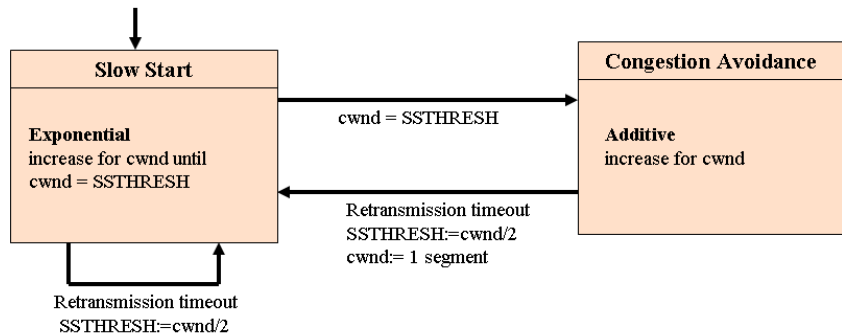 Slow Start
Exponential
increase for cwnd until
cwnd = SSTHRESH
Retransmission timeout
SSTHRESH:=cwnd/2
cwnd = SSTHRESH
Retransmission timeout
SSTHRESH:=cwnd/2
cwnd:= 1 segment
Congestion Avoidance
Additive
increase for cwnd